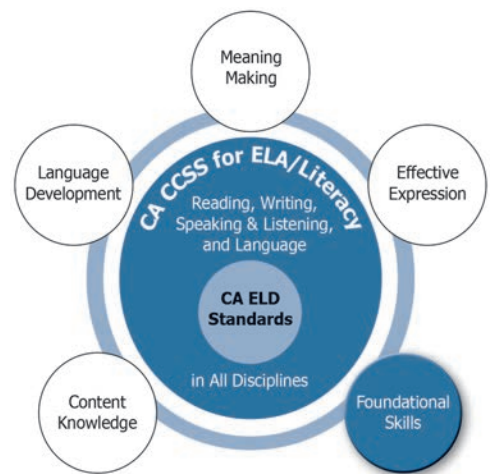 Meaning
Making
Language
Development
Effective
Expression
CA CCSS for ELA/Literacy
Reading, Writing,
Speaking & Listening,
and Language
CA ELD
Standards
in All Disciplines
Content
Knowledge
Foundational
Skills